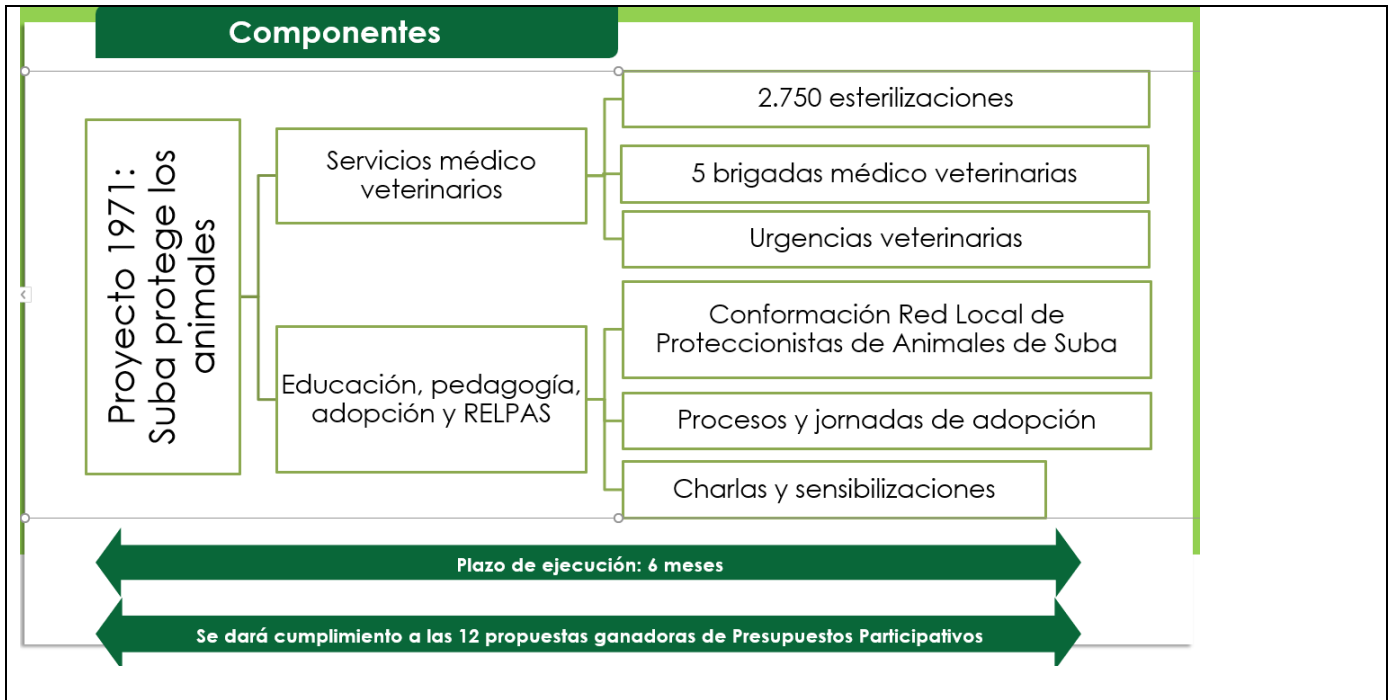 Componentes
Proyecto 1971:
Suba protege los
animales
Servicios médico
veterinarios
2.750 esterilizaciones
5 brigadas médico veterinarias
Urgencias veterinarias
Educación, pedagogía,
adopción y RELPAS
Conformación Red Local de
Proteccionistas de Animales de Suba
Procesos y jornadas de adopción
Charlas y sensibilizaciones
Plazo de ejecución: 6 meses
Se dará cumplimiento a las 12 propuestas ganadoras de Presupuestos Participativos